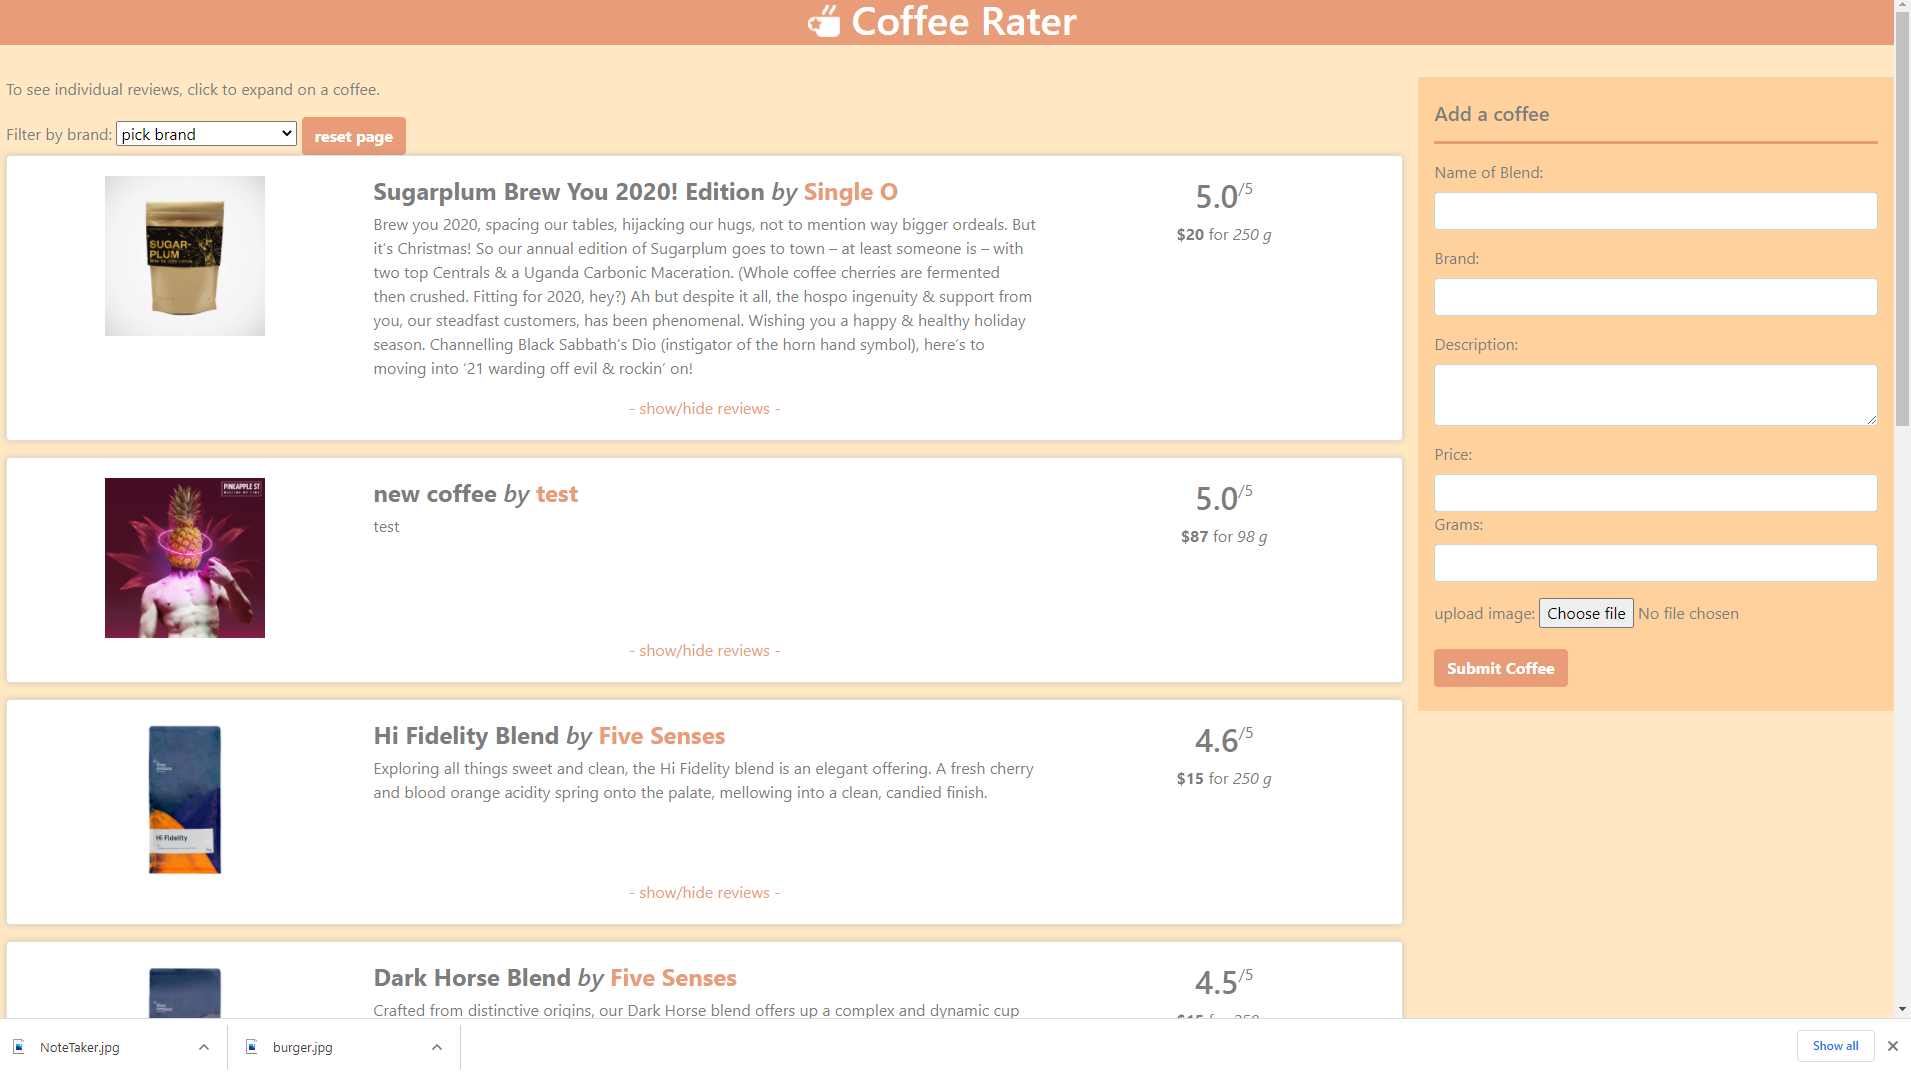 Coffee Rater
To see individual reviews, click to expand on a coffee.
Filter by brand: pick brand reset page
SUGAR-
PLUM
Sugarplum Brew You 2020! Edition by Single O
Brew you 2020, spacing our tables, hijacking our hugs, not to mention way bigger ordeals. But
it’s Christmas! So our annual edition of Sugarplum goes to town – at least someone is – with
two top Centrals & a Uganda Carbonic Maceration. (Whole coffee cherries are fermented
then crushed. Fitting for 2020, hey?) Ah but despite it all, the hospo ingenuity & support from
you, our steadfast customers, has been phenomenal. Wishing you a happy & healthy holiday
season. Channelling Black Sabbath’s Dio (instigator of the horn hand symbol), here’s to
moving into ’21 warding off evil & rockin’ on!
5.0/5
$20 for 250 g
- show/hide reviews -
PINEAPPLE ST
new coffee by test
test
5.0/5
$87 for 98 g
- show/hide reviews -
Hi Fidelity
Hi Fidelity Blend by Five Senses
Exploring all things sweet and clean, the Hi Fidelity blend is an elegant offering. A fresh cherry
and blood orange acidity spring onto the palate, mellowing into a clean, candied finish.
4.6/5
$15 for 250 g
- show/hide reviews -
Dark Horse Blend by Five Senses
Crafted from distinctive origins, our Dark Horse blend offers up a complex and dynamic cup
4.5/5
Add a coffee
Name of Blend:
Brand:
Description:
Price:
Grams:
upload image: Choose file No file chosen
Submit Coffee
NoteTaker.jpg
burger.jpg
Show all